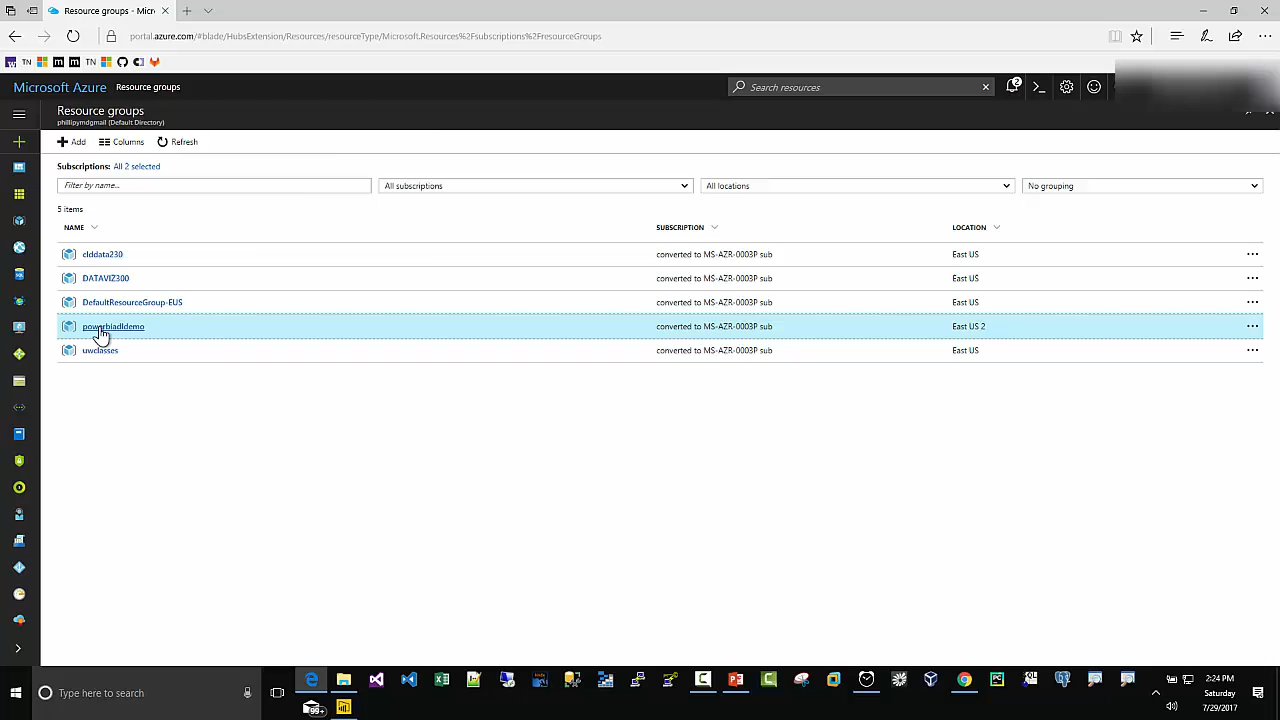 Resource groups - Micr
portal.azure.com/#blade/HubsExtension/Resources/resourceType/Microsoft.Resources%2Fsubscriptions%2FresourceGroups
TN
TN
Microsoft Azure Resource groups
Search resources
2
Resource groups
phillipymdgmail (Default Directory)
Add Columns Refresh
Subscriptions: All 2 selected
Filter by name...
All subscriptions
All locations
No grouping
5 items
NAME SUBSCRIPTION LOCATION
clddata230 converted to MS-AZR-0003P sub East US
DATAVIZ300 converted to MS-AZR-0003P sub East US
DefaultResourceGroup-EUS converted to MS-AZR-0003P sub East US
powerbiadldemo converted to MS-AZR-0003P sub East US 2
uwclasses converted to MS-AZR-0003P sub East US
Type here to search
99+
2:24 PM
Saturday
7/29/2017